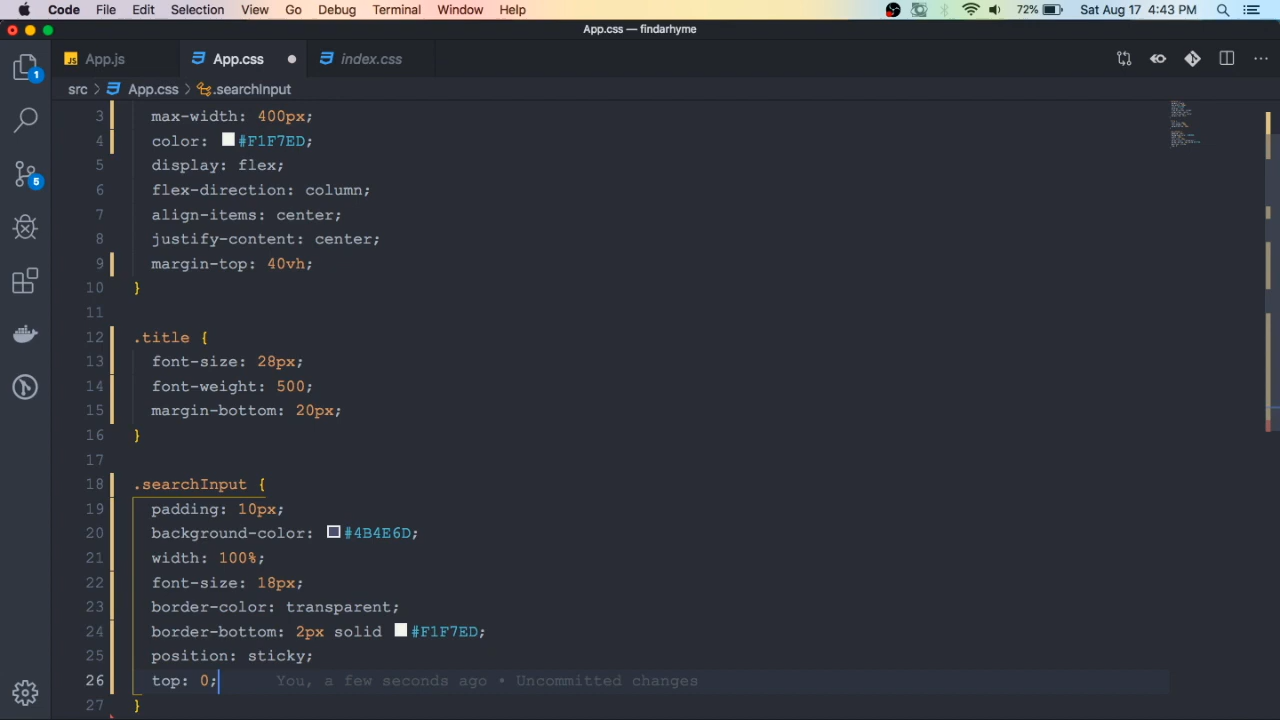 Code File Edit Selection View Go Debug Terminal Window Help 72% Sat Aug 17 4:43 PM
App.css — findarhyme
JS App.js App.css index.css
1
src > App.css > .searchInput
3 max-width: 400px;
4 color: #F1F7ED;
5 display: flex;
5
6 flex-direction: column;
7 align-items: center;
8 justify-content: center;
9 margin-top: 40vh;
10 }
11
12 .title {
13 font-size: 28px;
14 font-weight: 500;
15 margin-bottom: 20px;
16 }
17
18 .searchInput {
19 padding: 10px;
20 background-color: #4B4E6D;
21 width: 100%;
22 font-size: 18px;
23 border-color: transparent;
24 border-bottom: 2px solid #F1F7ED;
25 position: sticky;
26 top: 0; You, a few seconds ago • Uncommitted changes
27 }